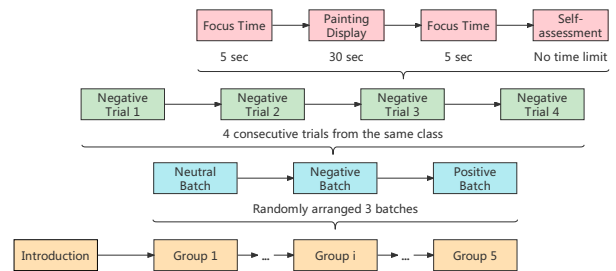 Focus Time
Painting
Display
Focus Time
Self-
assessment
5 sec
30 sec
5 sec
No time limit
Negative
Trial 1
Negative
Trial 2
Negative
Trial 3
Negative
Trial 4
4 consecutive trials from the same class
Neutral
Batch
Negative
Batch
Positive
Batch
Randomly arranged 3 batches
Introduction
Group 1
...
Group i
...
Group 5